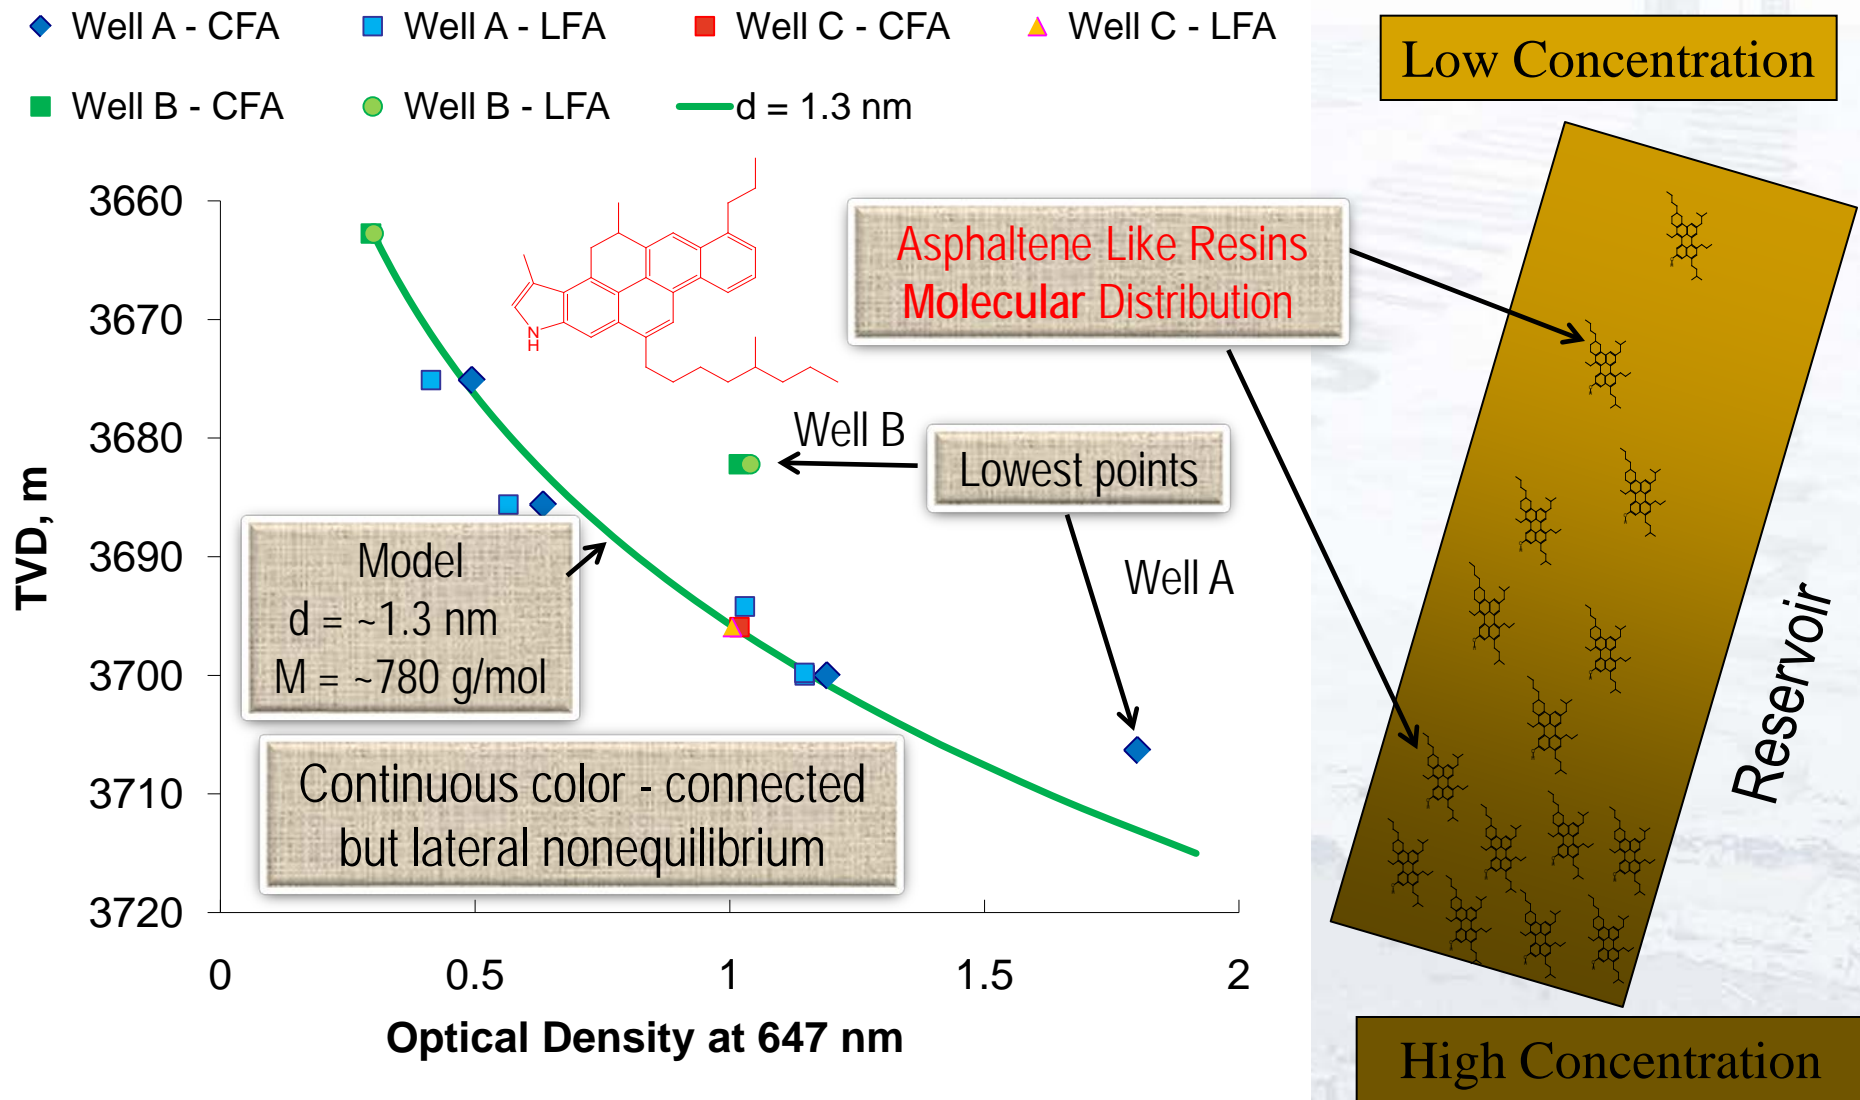 Well A - CFA
Well A - LFA
Well C - CFA
Well C - LFA
Well B - CFA
Well B - LFA
d = 1.3 nm
Low Concentration
TVD, m
3660
3670
3680
3690
3700
3710
3720
N
H
Asphaltene Like Resins
Molecular Distribution
Well B
Lowest points
Well A
Model
d = ~1.3 nm
M = ~780 g/mol
Continuous color - connected
but lateral nonequilibrium
0
0.5
1
1.5
2
Optical Density at 647 nm
Reservoir
High Concentration